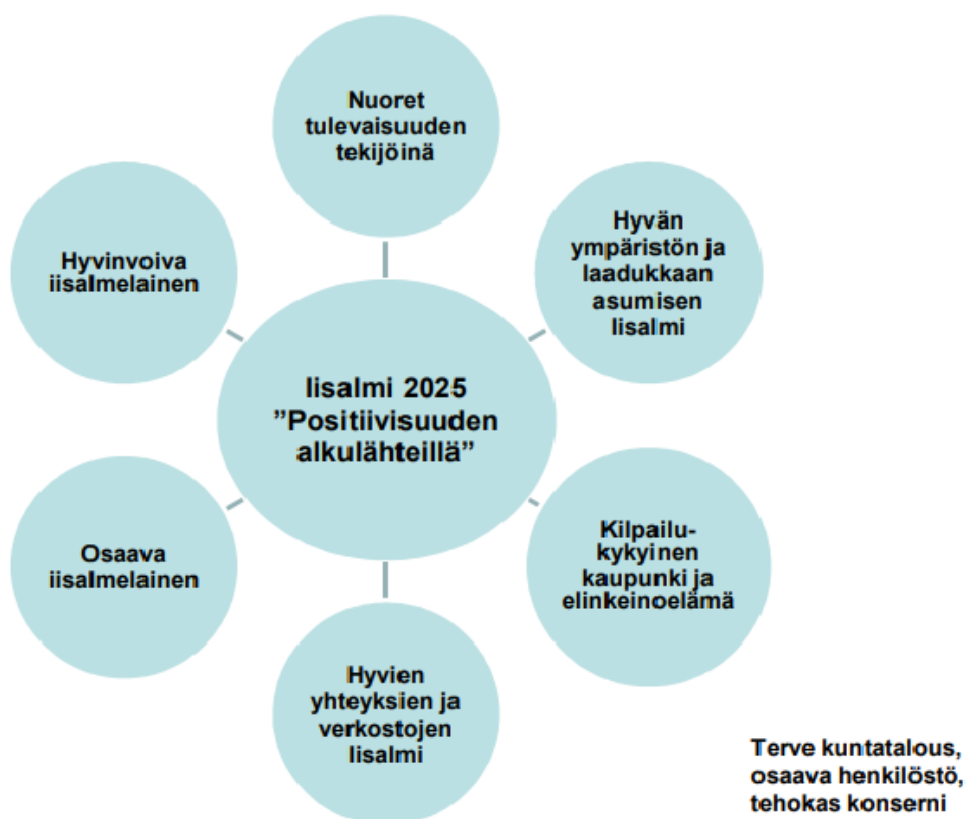 Nuoret
tulevaisuuden
tekijöinä
Hyvän
ympäristön ja
laadukkaan
asumisen
Iisalmi
Kilpailu-
kykyinen
kaupunki ja
elinkeinoelämä
Hyvien
yhteyksien ja
verkostojen
Iisalmi
Osaava
iisalmelainen
Hyvinvoiva
iisalmelainen
Iisalmi 2025
”Positiivisuuden
alkulähteillä”
Terve kuntatalous,
osaava henkilöstö,
tehokas konserni